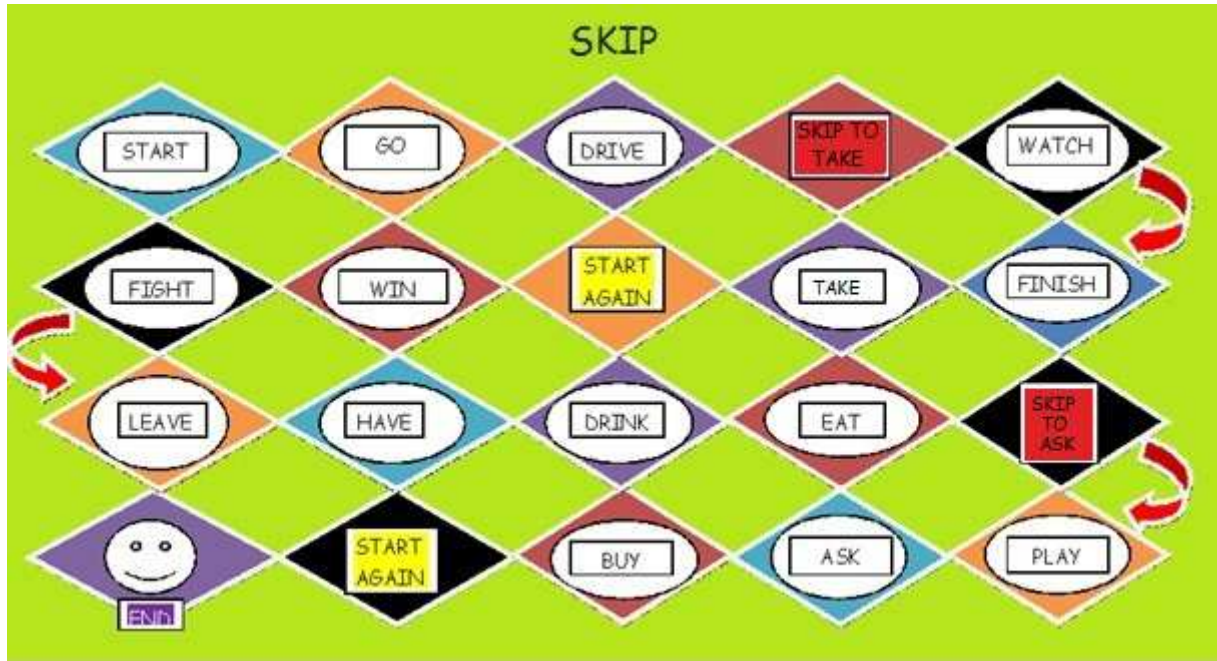 SKIP
START
GO
DRIVE
SKIP TO
TAKE
WATCH
FIGHT
WIN
START
AGAIN
TAKE
FINISH
LEAVE
HAVE
DRINK
EAT
SKIP
TO
ASK
END
START
AGAIN
BUY
ASK
PLAY